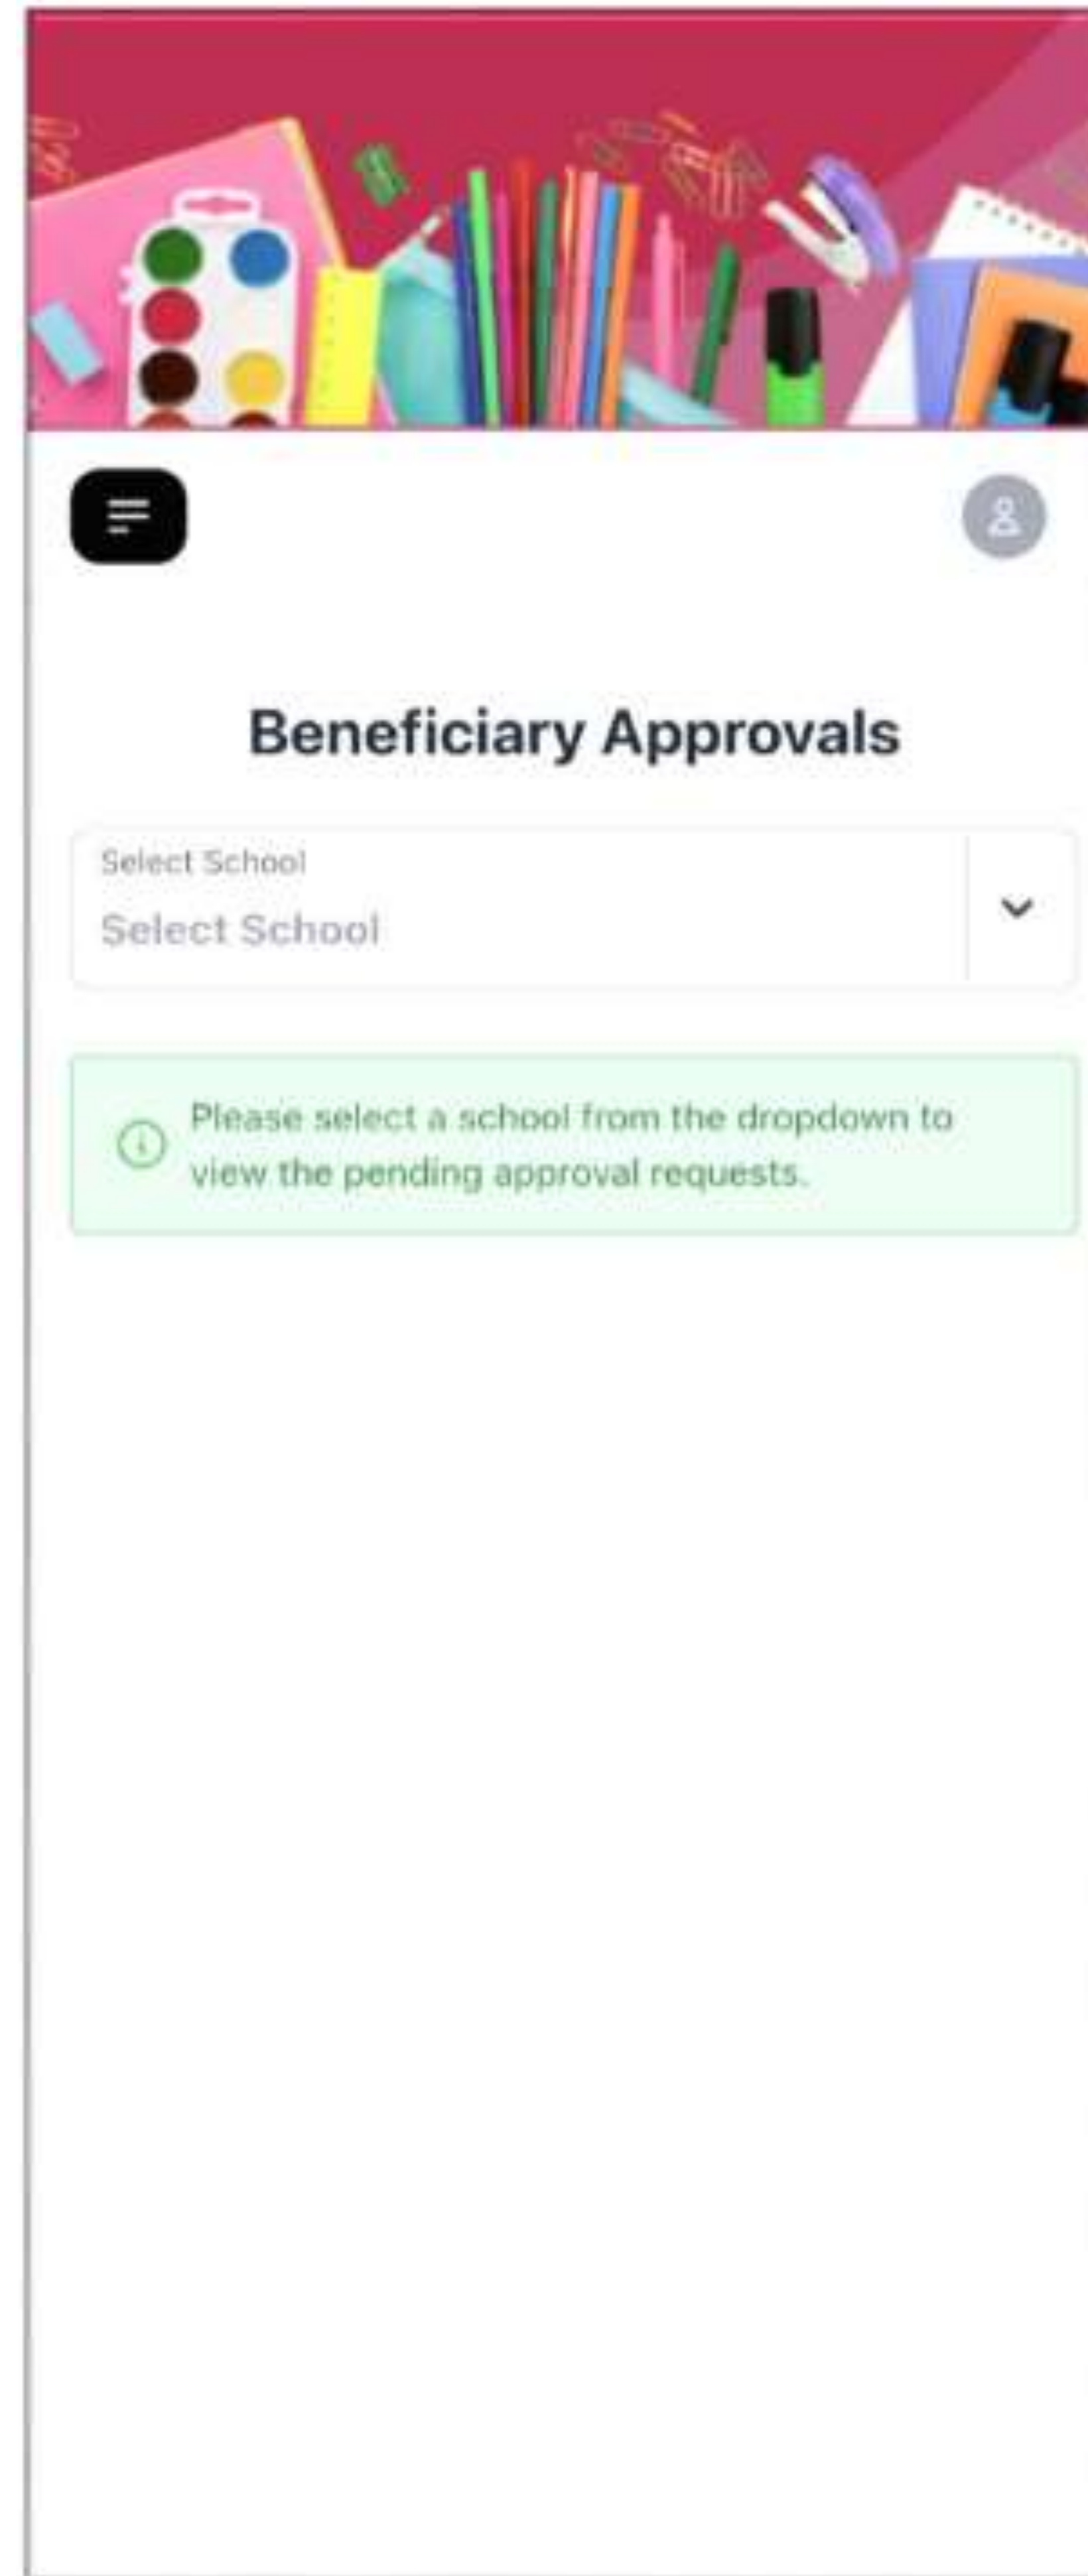 Beneficiary Approvals
Select School
Select School
Please select a school from the dropdown to
view the pending approval requests.